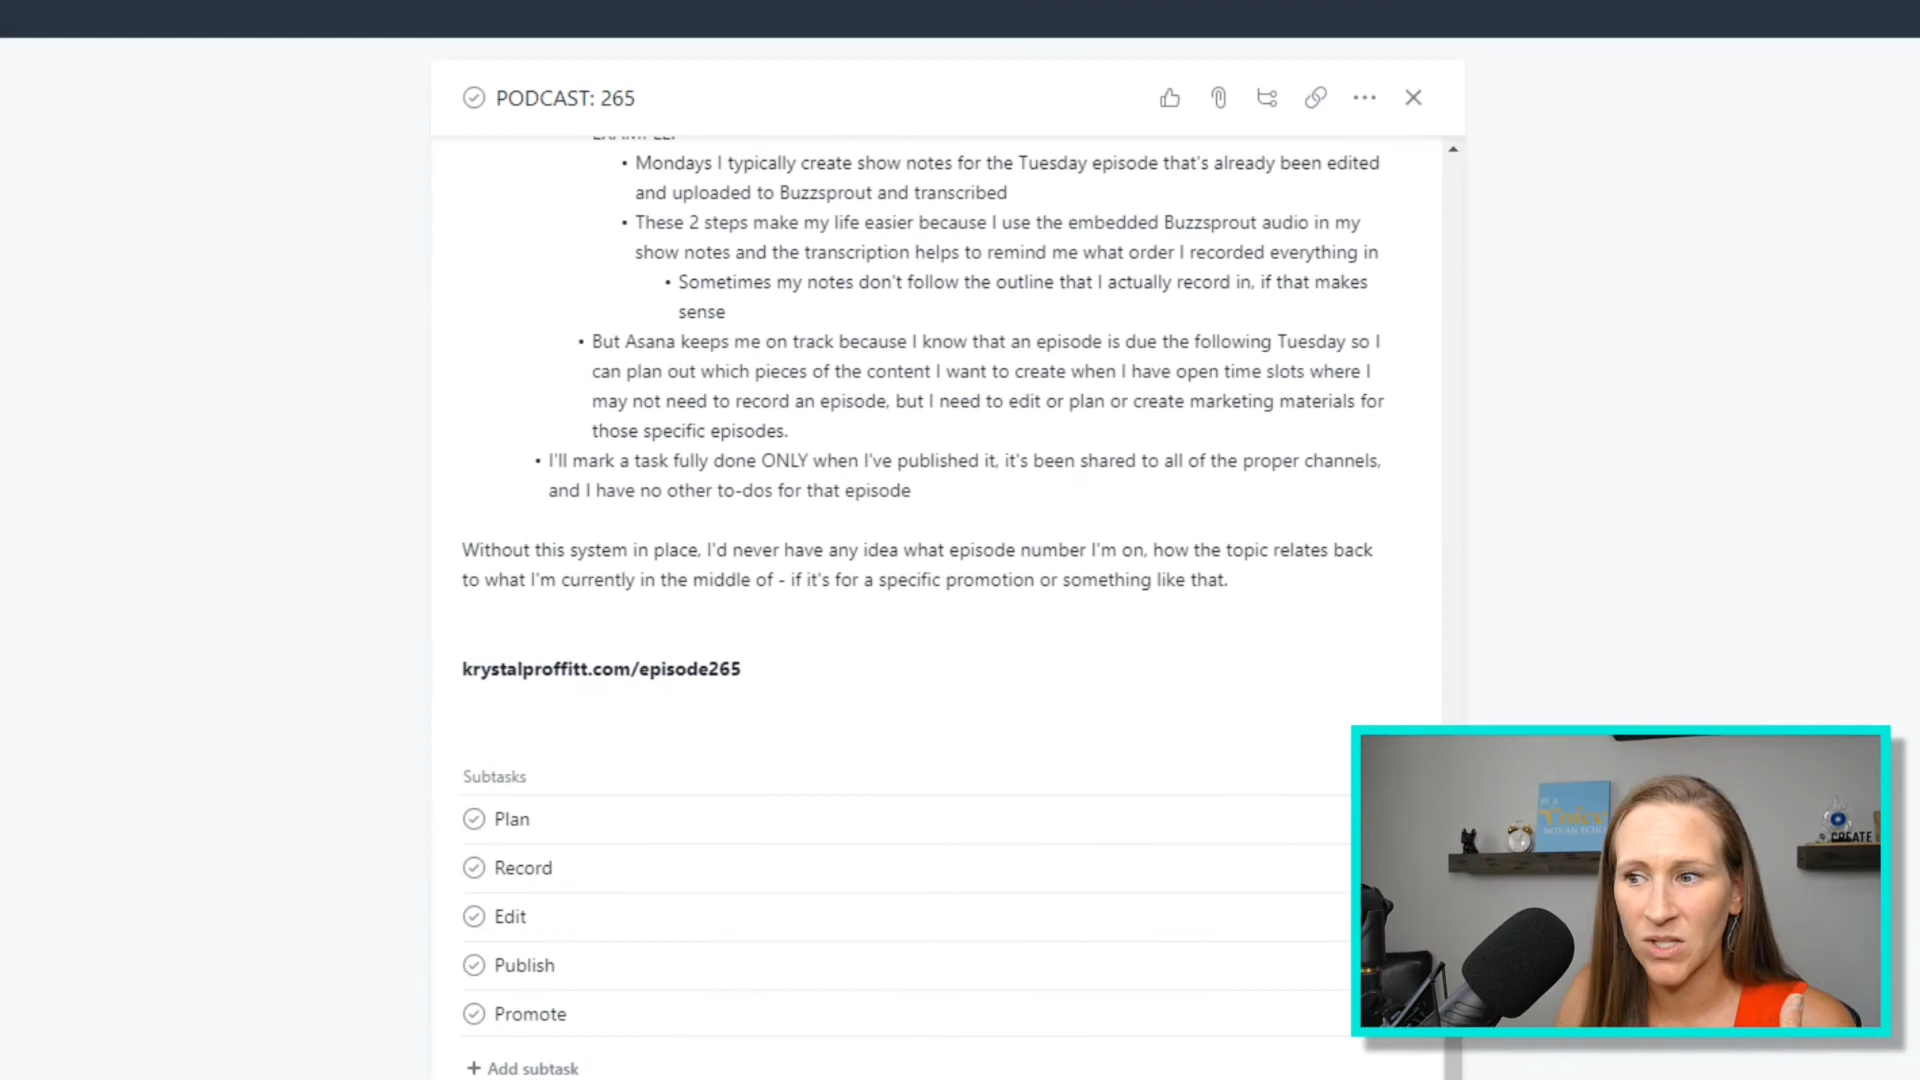 PODCAST: 265
EXAMPLE:
• Mondays I typically create show notes for the Tuesday episode that's already been edited
and uploaded to Buzzsprout and transcribed
• These 2 steps make my life easier because I use the embedded Buzzsprout audio in my
show notes and the transcription helps to remind me what order I recorded everything in
• Sometimes my notes don't follow the outline that I actually record in, if that makes
sense
• But Asana keeps me on track because I know that an episode is due the following Tuesday so I
can plan out which pieces of the content I want to create when I have open time slots where I
may not need to record an episode, but I need to edit or plan or create marketing materials for
those specific episodes.
• I'll mark a task fully done ONLY when I've published it, it's been shared to all of the proper channels,
and I have no other to-dos for that episode
Without this system in place, I'd never have any idea what episode number I'm on, how the topic relates back
to what I'm currently in the middle of - if it's for a specific promotion or something like that.
krystalproffitt.com/episode265
Subtasks
Plan
Record
Edit
Publish
Promote
+ Add subtask
BE A
Voice
NOT AN ECHO
CREATE